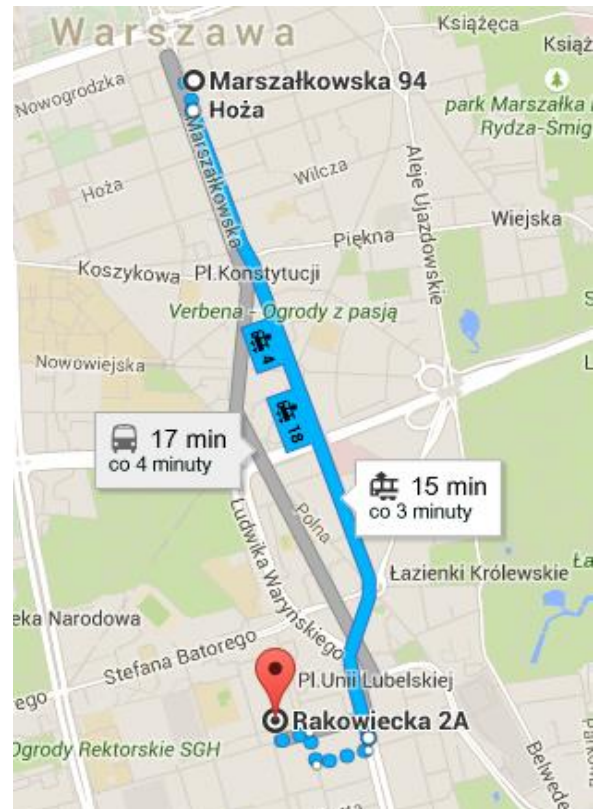 Warszawa
Książęca
Książ
Nowogrodzka
Marszałkowska 94
Hoża
park Marszałka
Rydza-Śmig
Marszałkowska
Wilcza
Aleje Ujazdowskie
Hoża
Wiejska
Piękna
Koszykowa
Pl.Konstytucji
Verbena - Ogrody z pasją
4
Nowowiejska
18
17 min
co 4 minuty
15 min
co 3 minuty
Polna
Ludwika Waryńskiego
Łazienki Królewskie
eka Narodowa
Stefana Batorego
ego
Pl.Unii Lubelskiej
Rakowiecka 2A
Ogrody Rektorskie SGH
Belwede